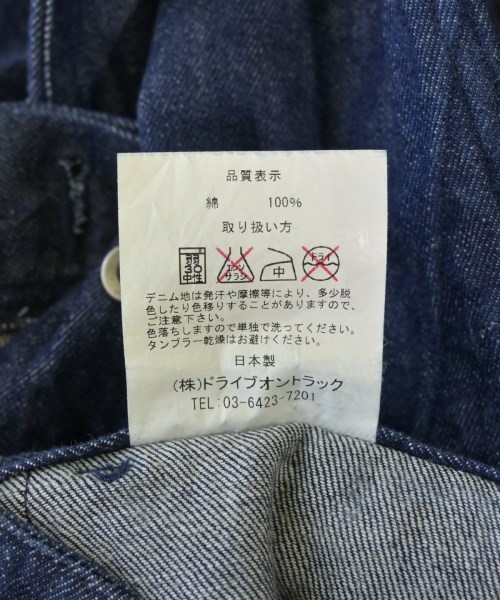 品質表示
綿 100%
取り扱い方
弱 エンソ ドライ
30 サラシ 中
中性
デニム地は発汗や摩擦等により、多少脱
色したり色移りすることがありますので、
ご注意下さい。
色落ちしますので単独で洗ってください。
タンブラー乾燥はお避けください。
日本製
(株)ドライブオントラック
TEL:03-6423-7201